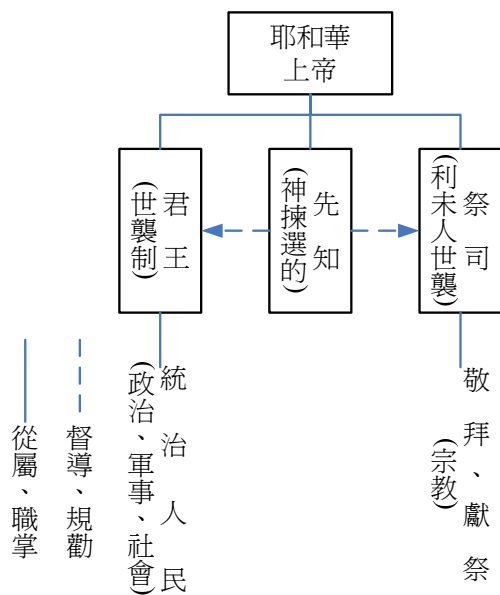 耶和華
上帝
祭司
(利未人世襲)
先知
(神揀選的)
君王
(世襲制)
敬拜、獻祭
(宗教)
統治人民
(政治、軍事、社會)
督導、規勸
從屬、職掌